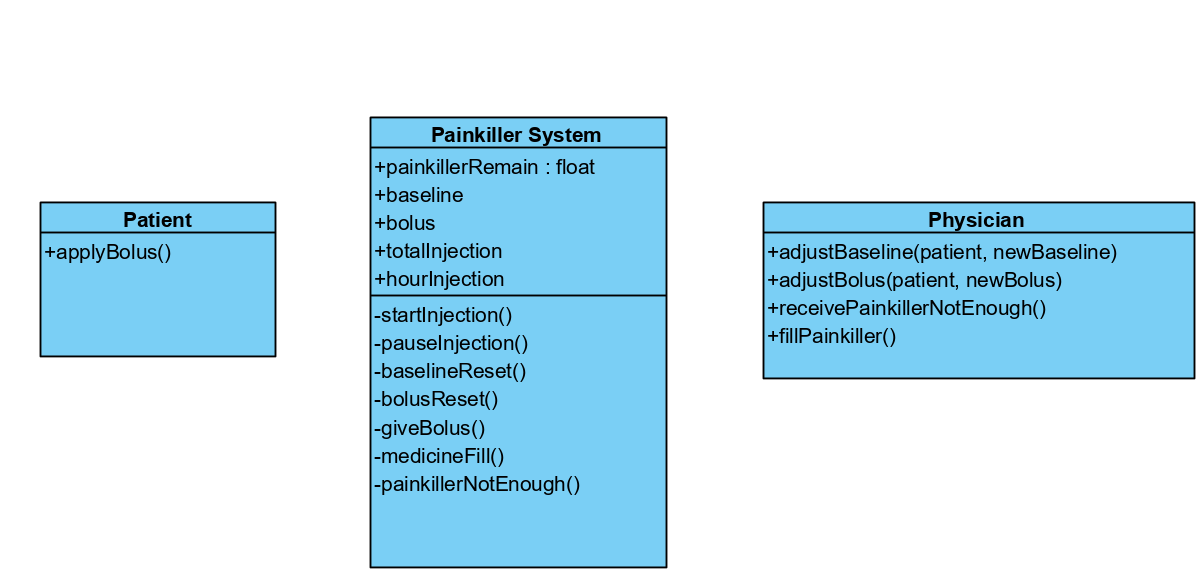 Patient
+applyBolus()
Painkiller System
+painkillerRemain : float
+baseline
+bolus
+totalInjection
+hourInjection
-startInjection()
-pauseInjection()
-baselineReset()
-bolusReset()
-giveBolus()
-medicineFill()
-painkillerNotEnough()
Physician
+adjustBaseline(patient, newBaseline)
+adjustBolus(patient, newBolus)
+receivePainkillerNotEnough()
+fillPainkiller()